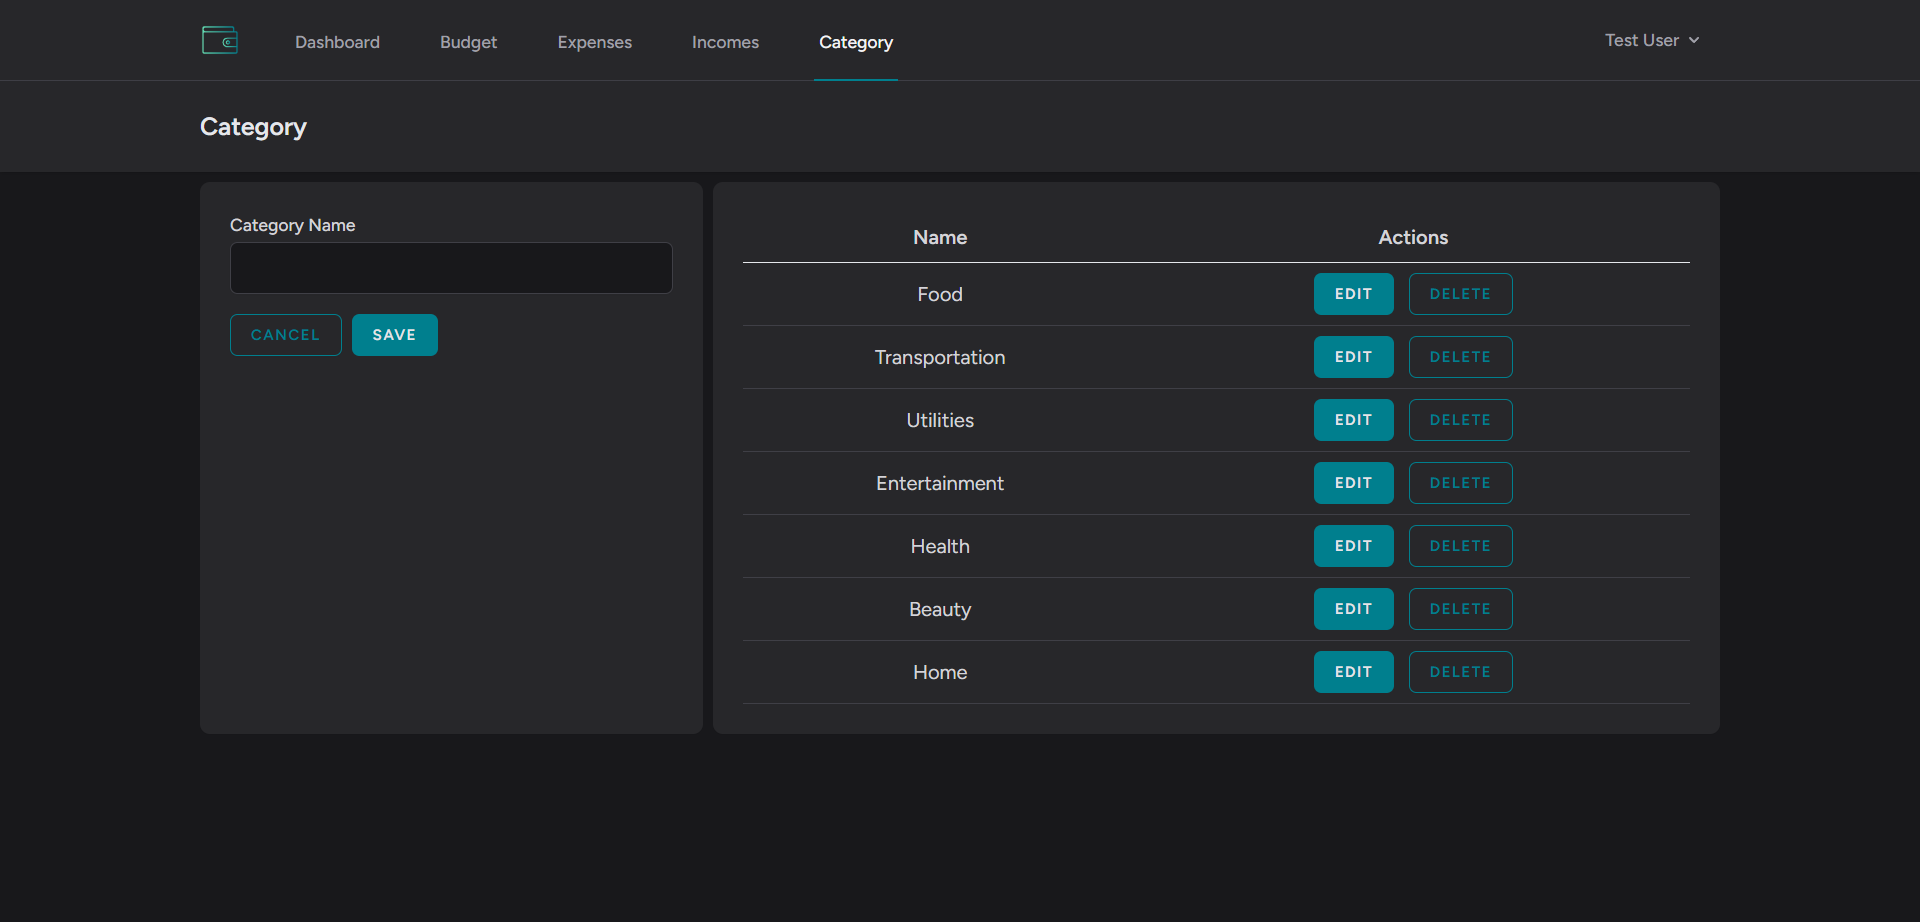 Dashboard Budget Expenses Incomes Category Test User
Category
Category Name
CANCEL SAVE
Name Actions
Food EDIT DELETE
Transportation EDIT DELETE
Utilities EDIT DELETE
Entertainment EDIT DELETE
Health EDIT DELETE
Beauty EDIT DELETE
Home EDIT DELETE